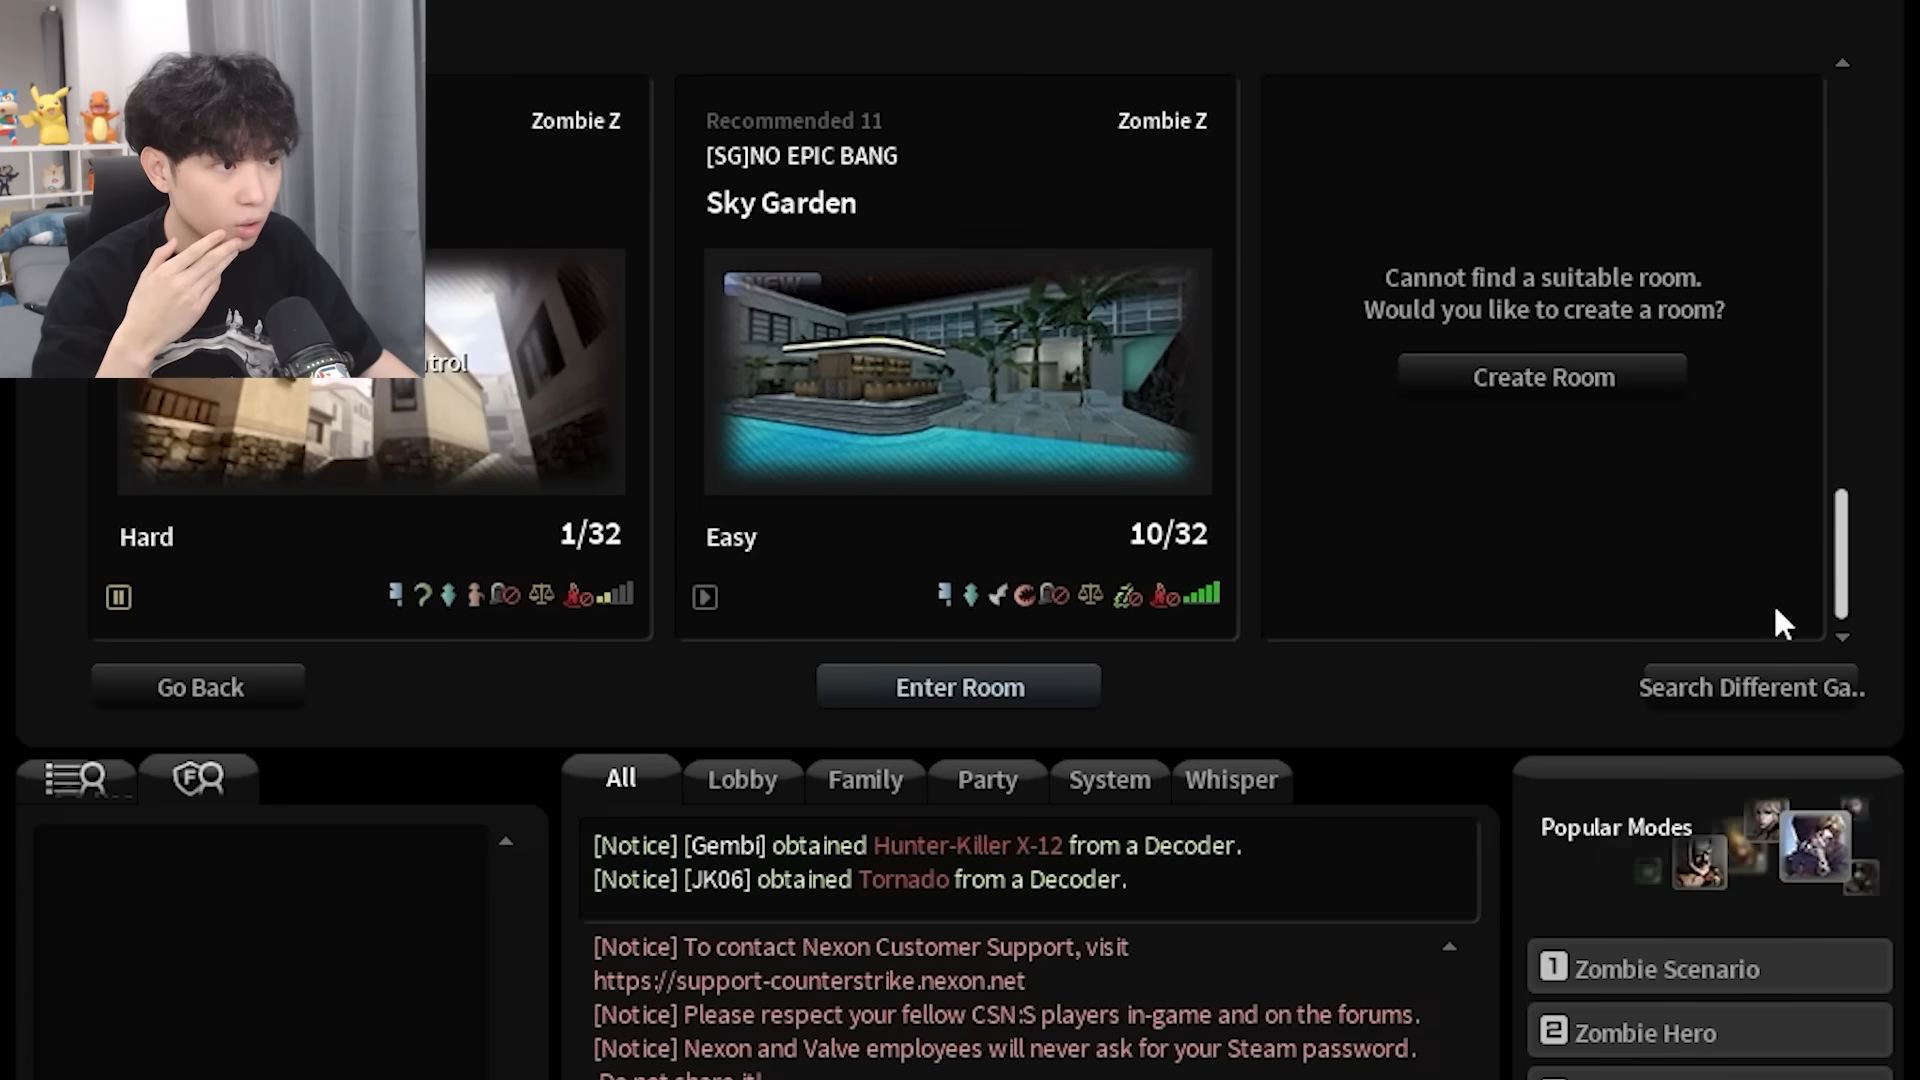 Zombie Z
trol
Hard
1/32
Recommended 11
Zombie Z
[SG]NO EPIC BANG
Sky Garden
NEW
Easy
10/32
Cannot find a suitable room.
Would you like to create a room?
Create Room
Go Back
Enter Room
Search Different Ga..
F
All
Lobby
Family
Party
System
Whisper
[Notice] [Gembi] obtained Hunter-Killer X-12 from a Decoder.
[Notice] [JK06] obtained Tornado from a Decoder.
[Notice] To contact Nexon Customer Support, visit
https://support-counterstrike.nexon.net
[Notice] Please respect your fellow CSN:S players in-game and on the forums.
[Notice] Nexon and Valve employees will never ask for your Steam password.
Do not share it!
Popular Modes
1 Zombie Scenario
2 Zombie Hero